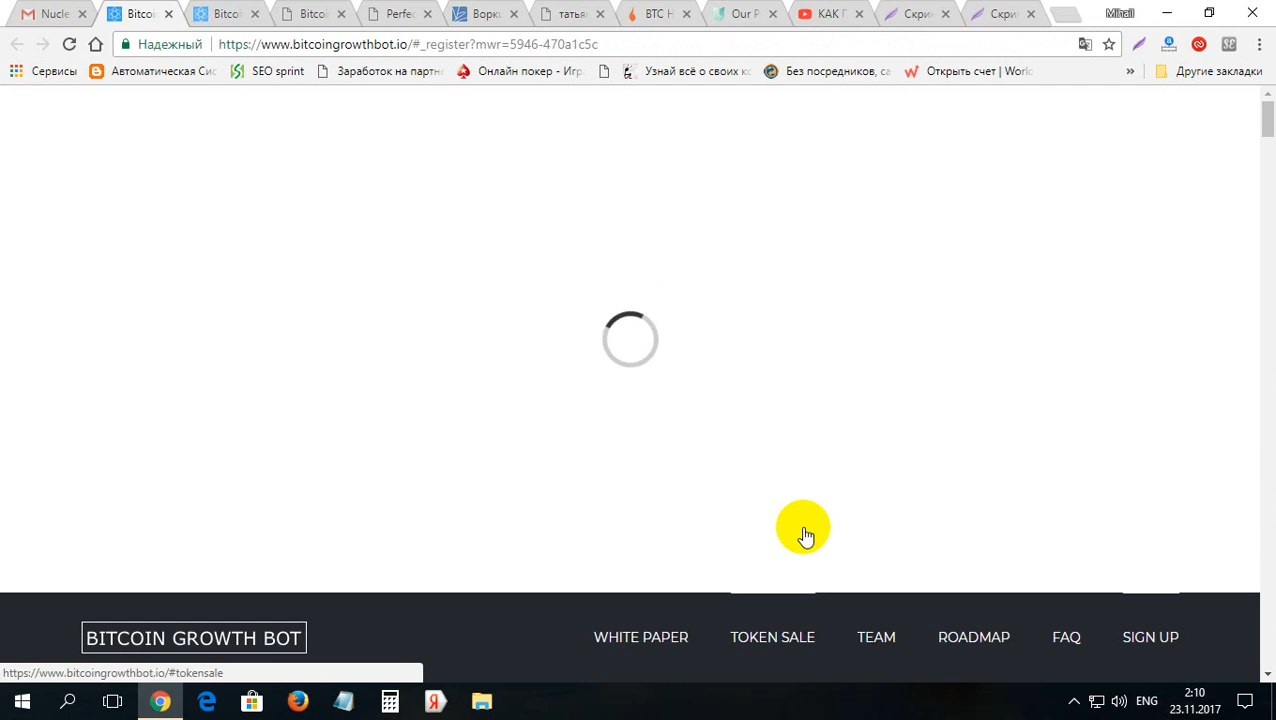 Nucle
Bitcoi
Bitcoi
Bitcoi
Perfec
Ворки
татья
BTC H
Our P
КАК Г
Скри
Скри
Mihail
Надежный
https://www.bitcoingrowthbot.io/#_register?mwr=5946-470a1c5c
Сервисы
Автоматическая Сис
SEO sprint
Заработок на партн
Онлайн покер - Игр
Узнай всё о своих кс
Без посредников, са
Открыть счет | Work
»
Другие закладки
BITCOIN GROWTH BOT
WHITE PAPER
TOKEN SALE
TEAM
ROADMAP
FAQ
SIGN UP
https://www.bitcoingrowthbot.io/#tokensale
ENG
2:10
23.11.2017